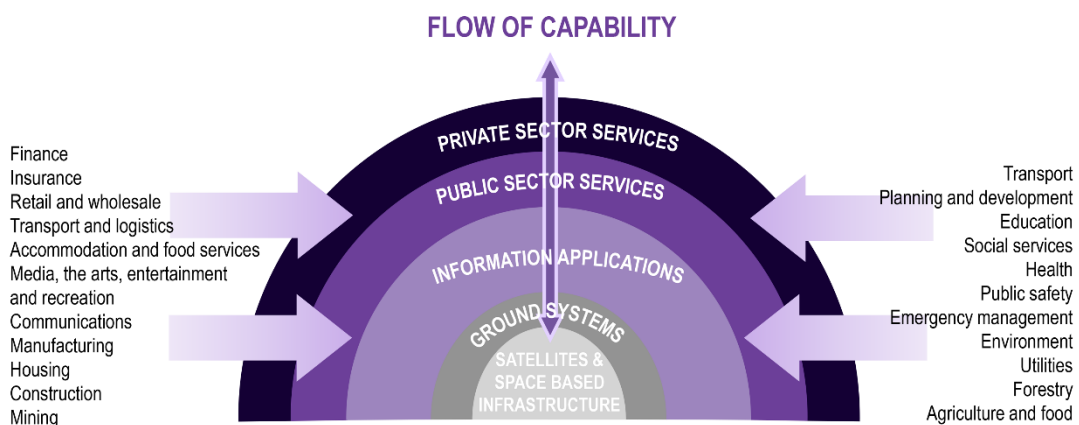 FLOW OF CAPABILITY
PRIVATE SECTOR SERVICES
PUBLIC SECTOR SERVICES
INFORMATION APPLICATIONS
GROUND SYSTEMS
SATELLITES &
SPACE BASED
INFRASTRUCTURE
Finance
Insurance
Retail and wholesale
Transport and logistics
Accommodation and food services
Media, the arts, entertainment
and recreation
Communications
Manufacturing
Housing
Construction
Mining
Transport
Planning and development
Education
Social services
Health
Public safety
Emergency management
Environment
Utilities
Forestry
Agriculture and food